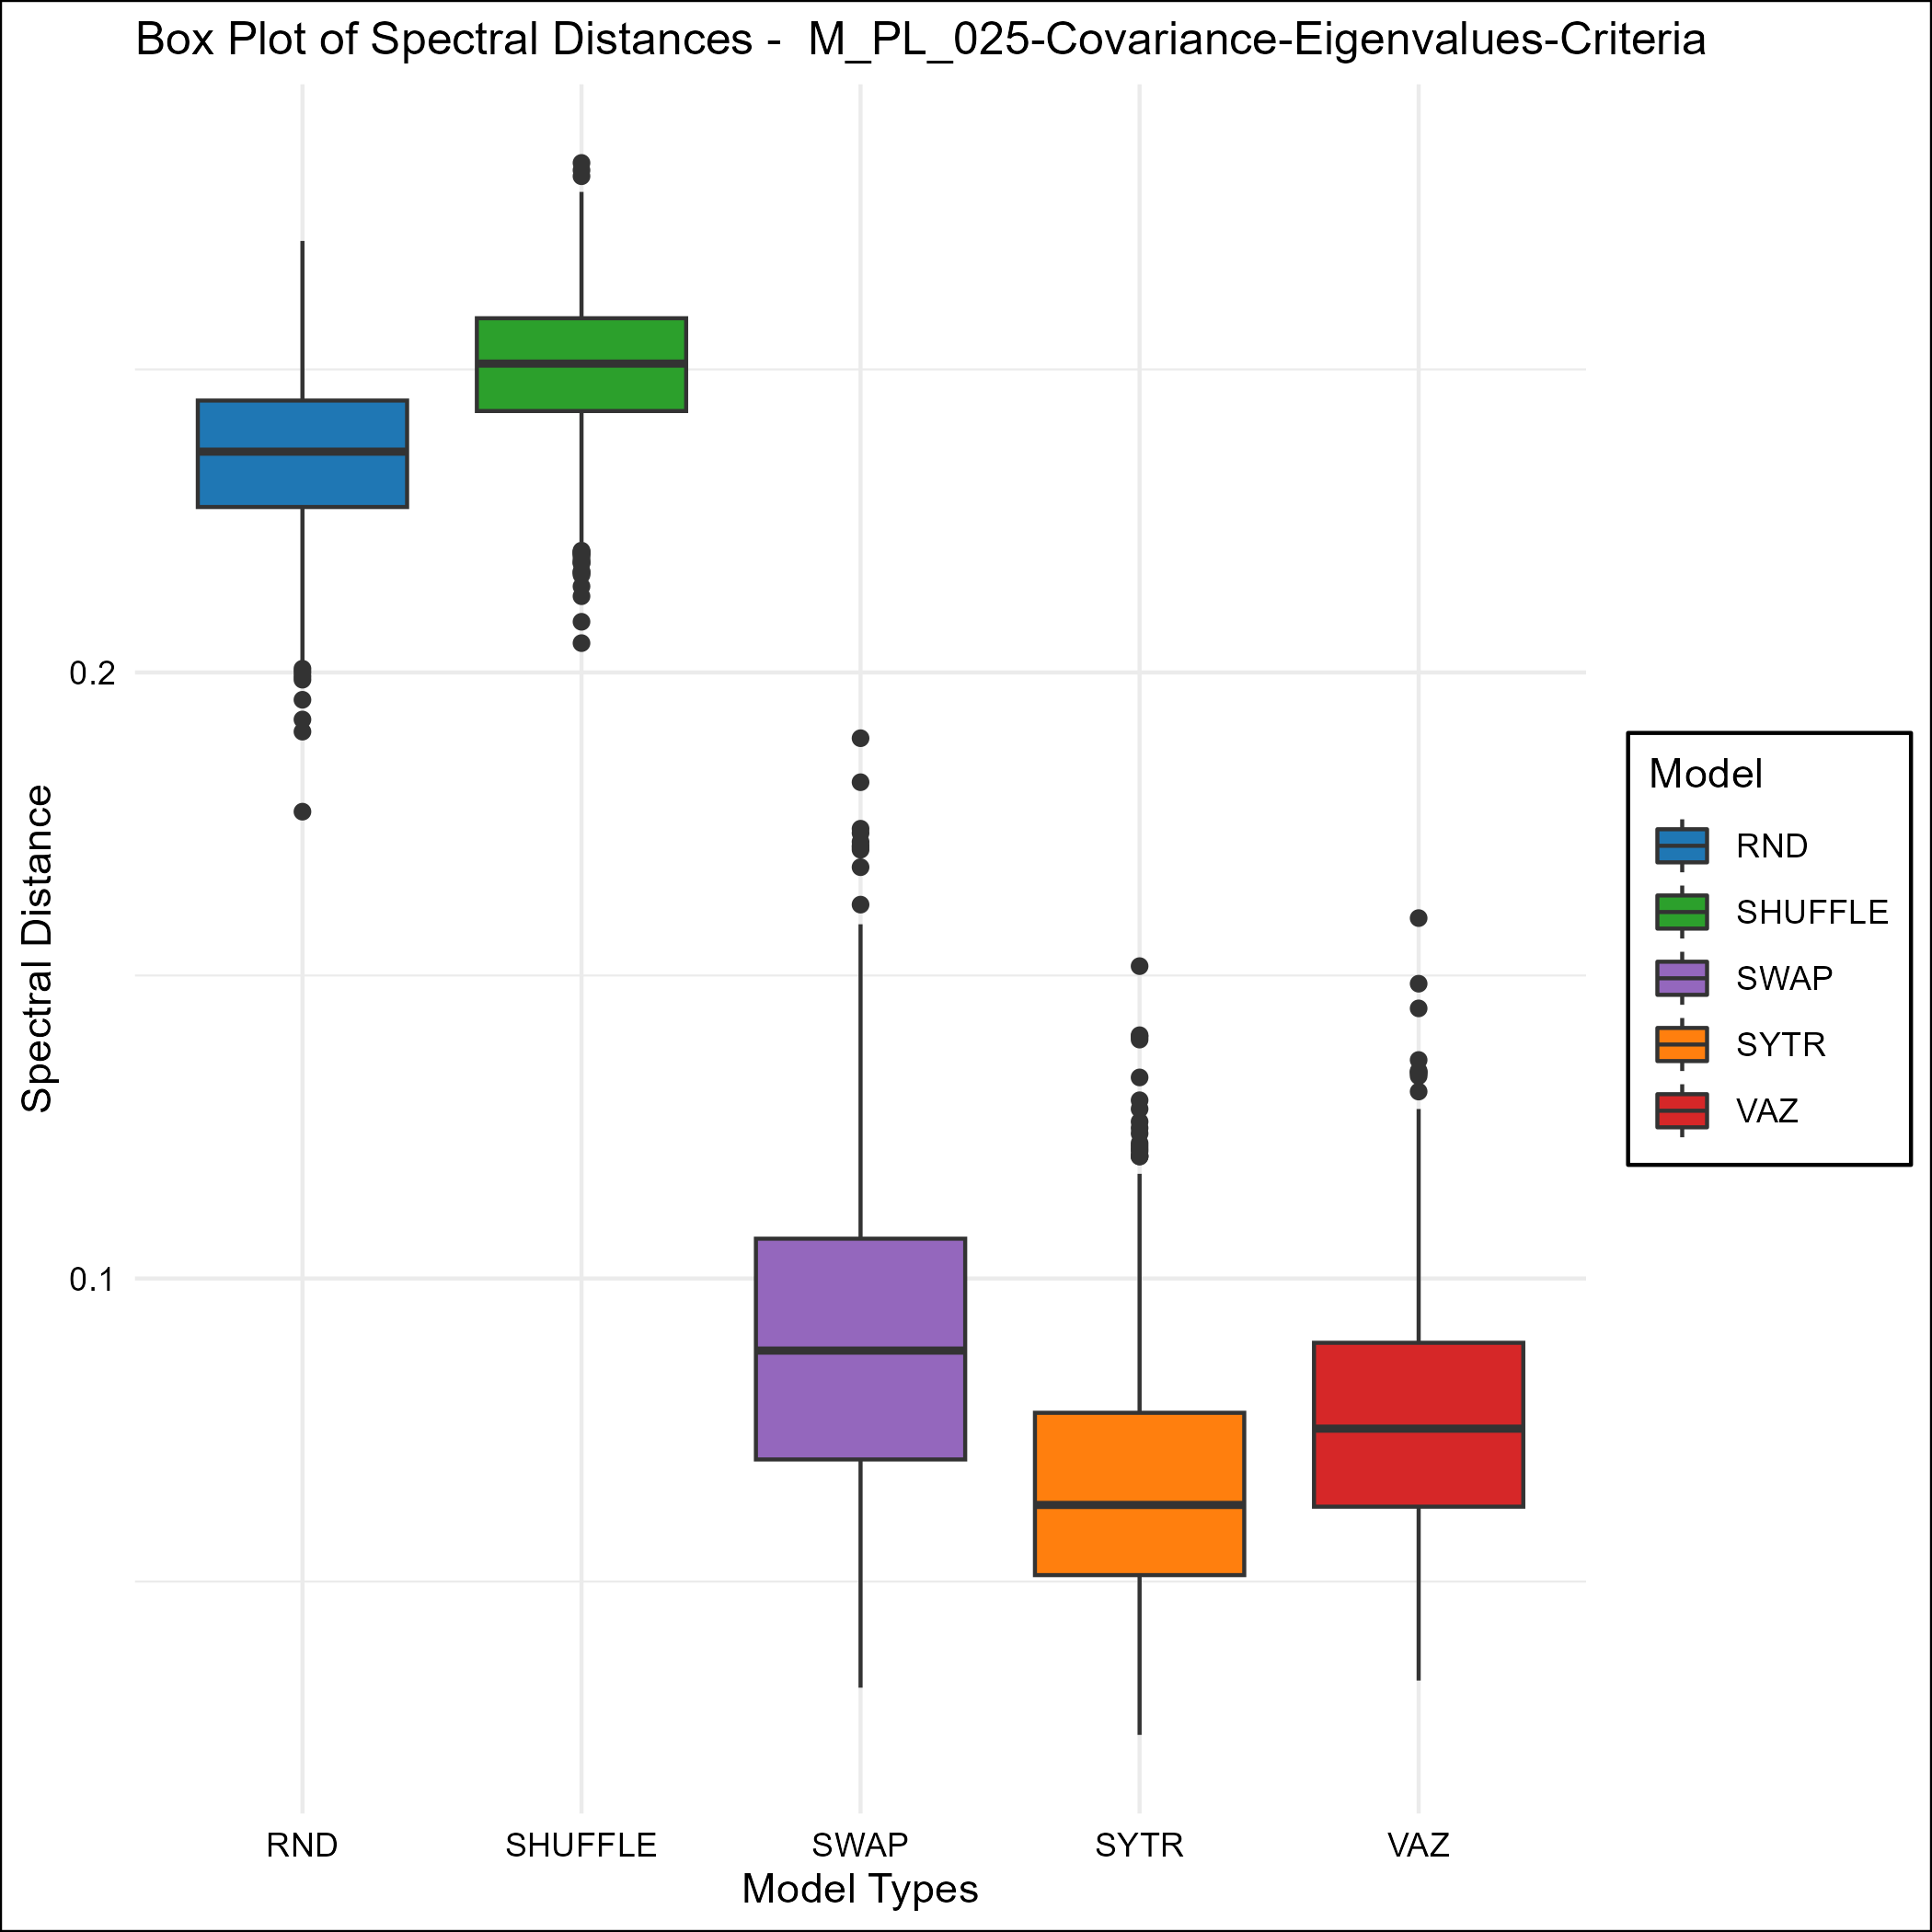 Box Plot of Spectral Distances -  M_PL_025-Covariance-Eigenvalues-Criteria
Spectral Distance
0.2
0.1
RND
SHUFFLE
SWAP
SYTR
VAZ
Model Types
Model
RND
SHUFFLE
SWAP
SYTR
VAZ